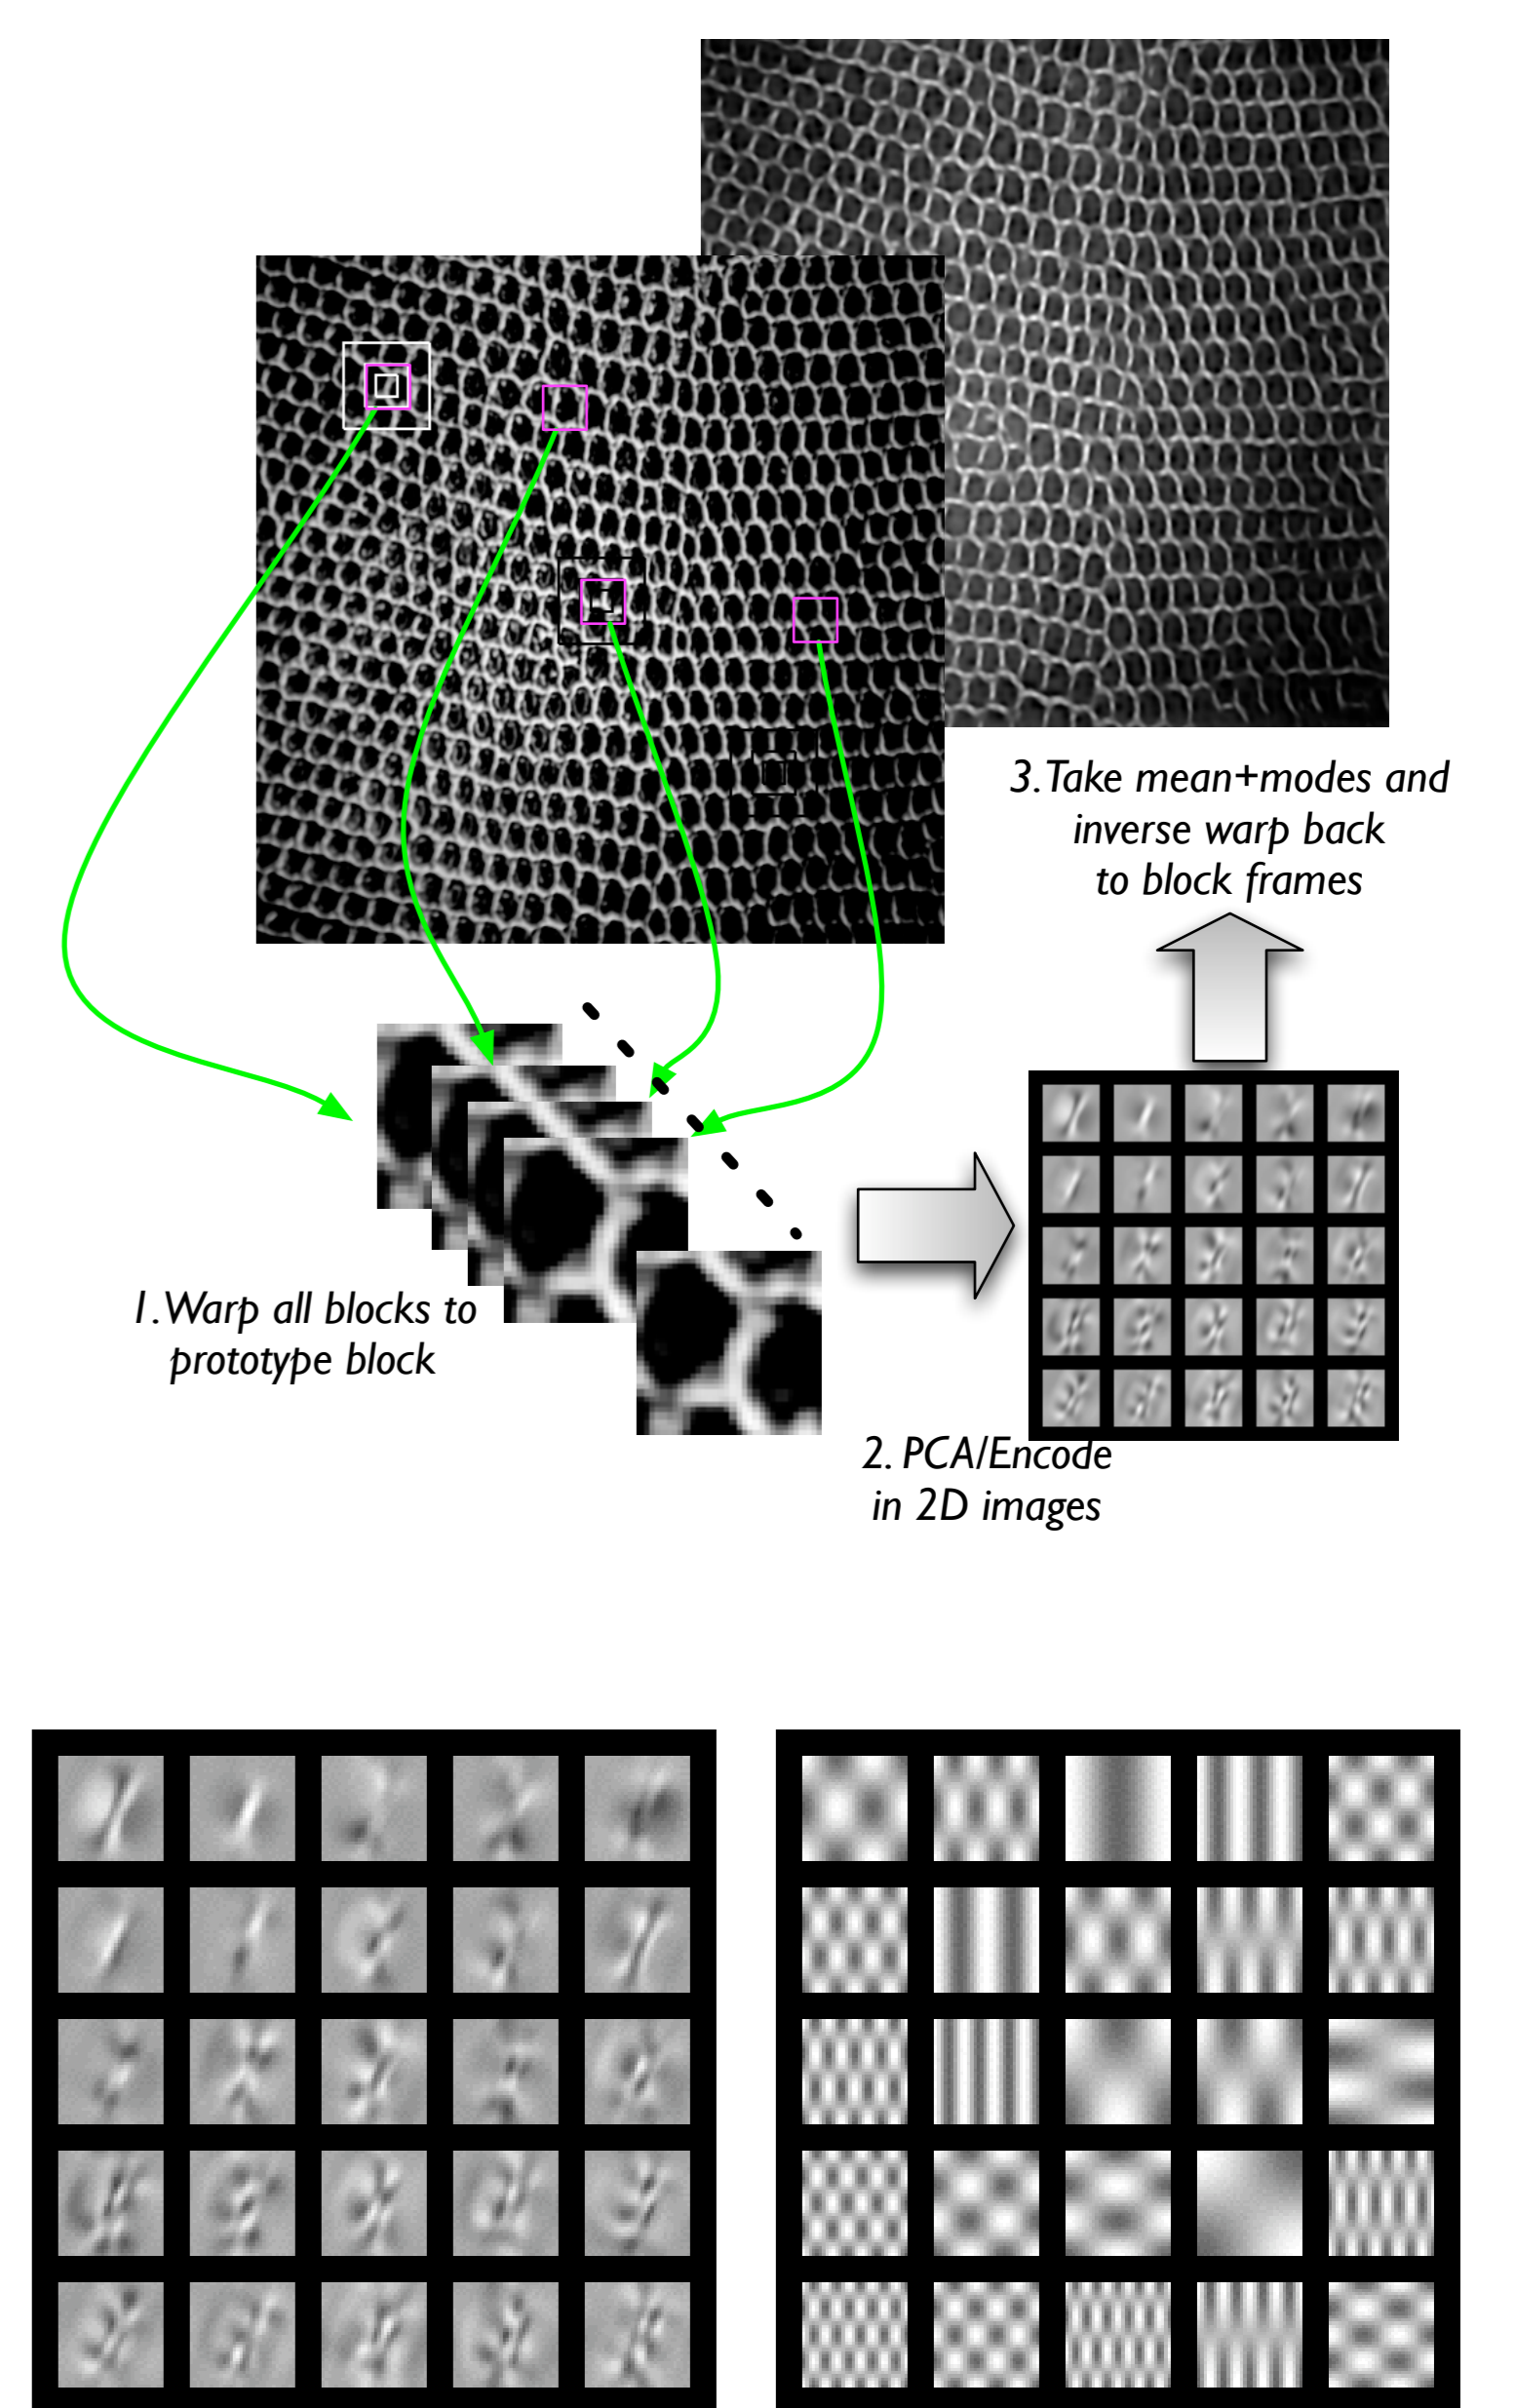 3. Take mean+modes and
inverse warp back
to block frames
1. Warp all blocks to
prototype block
2. PCA/Encode
in 2D images